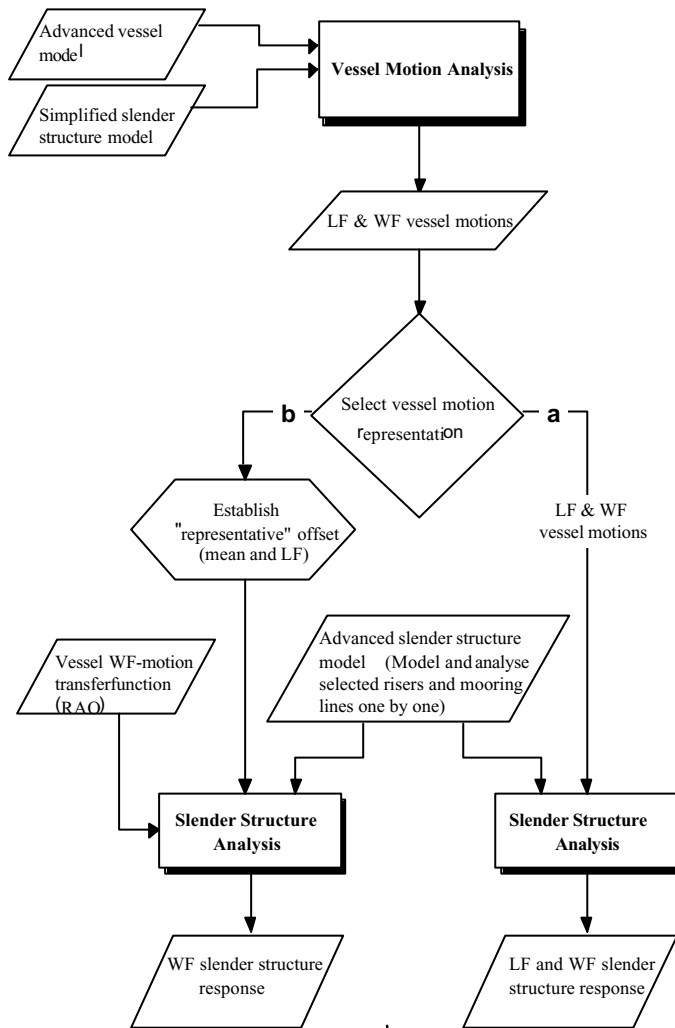 Advanced vessel
model
Vessel Motion Analysis
Simplified slender
structure model
LF & WF vessel motions
Select vessel motion
representation
b
a
Establish
"representative" offset
(mean and LF)
LF & WF
vessel motions
Vessel WF-motion
transferfunction
(RAO)
Advanced slender structure
model (Model and analyse
selected risers and mooring
lines one by one)
Slender Structure
Analysis
Slender Structure
Analysis
WF slender structure
response
LF and WF slender
structure response